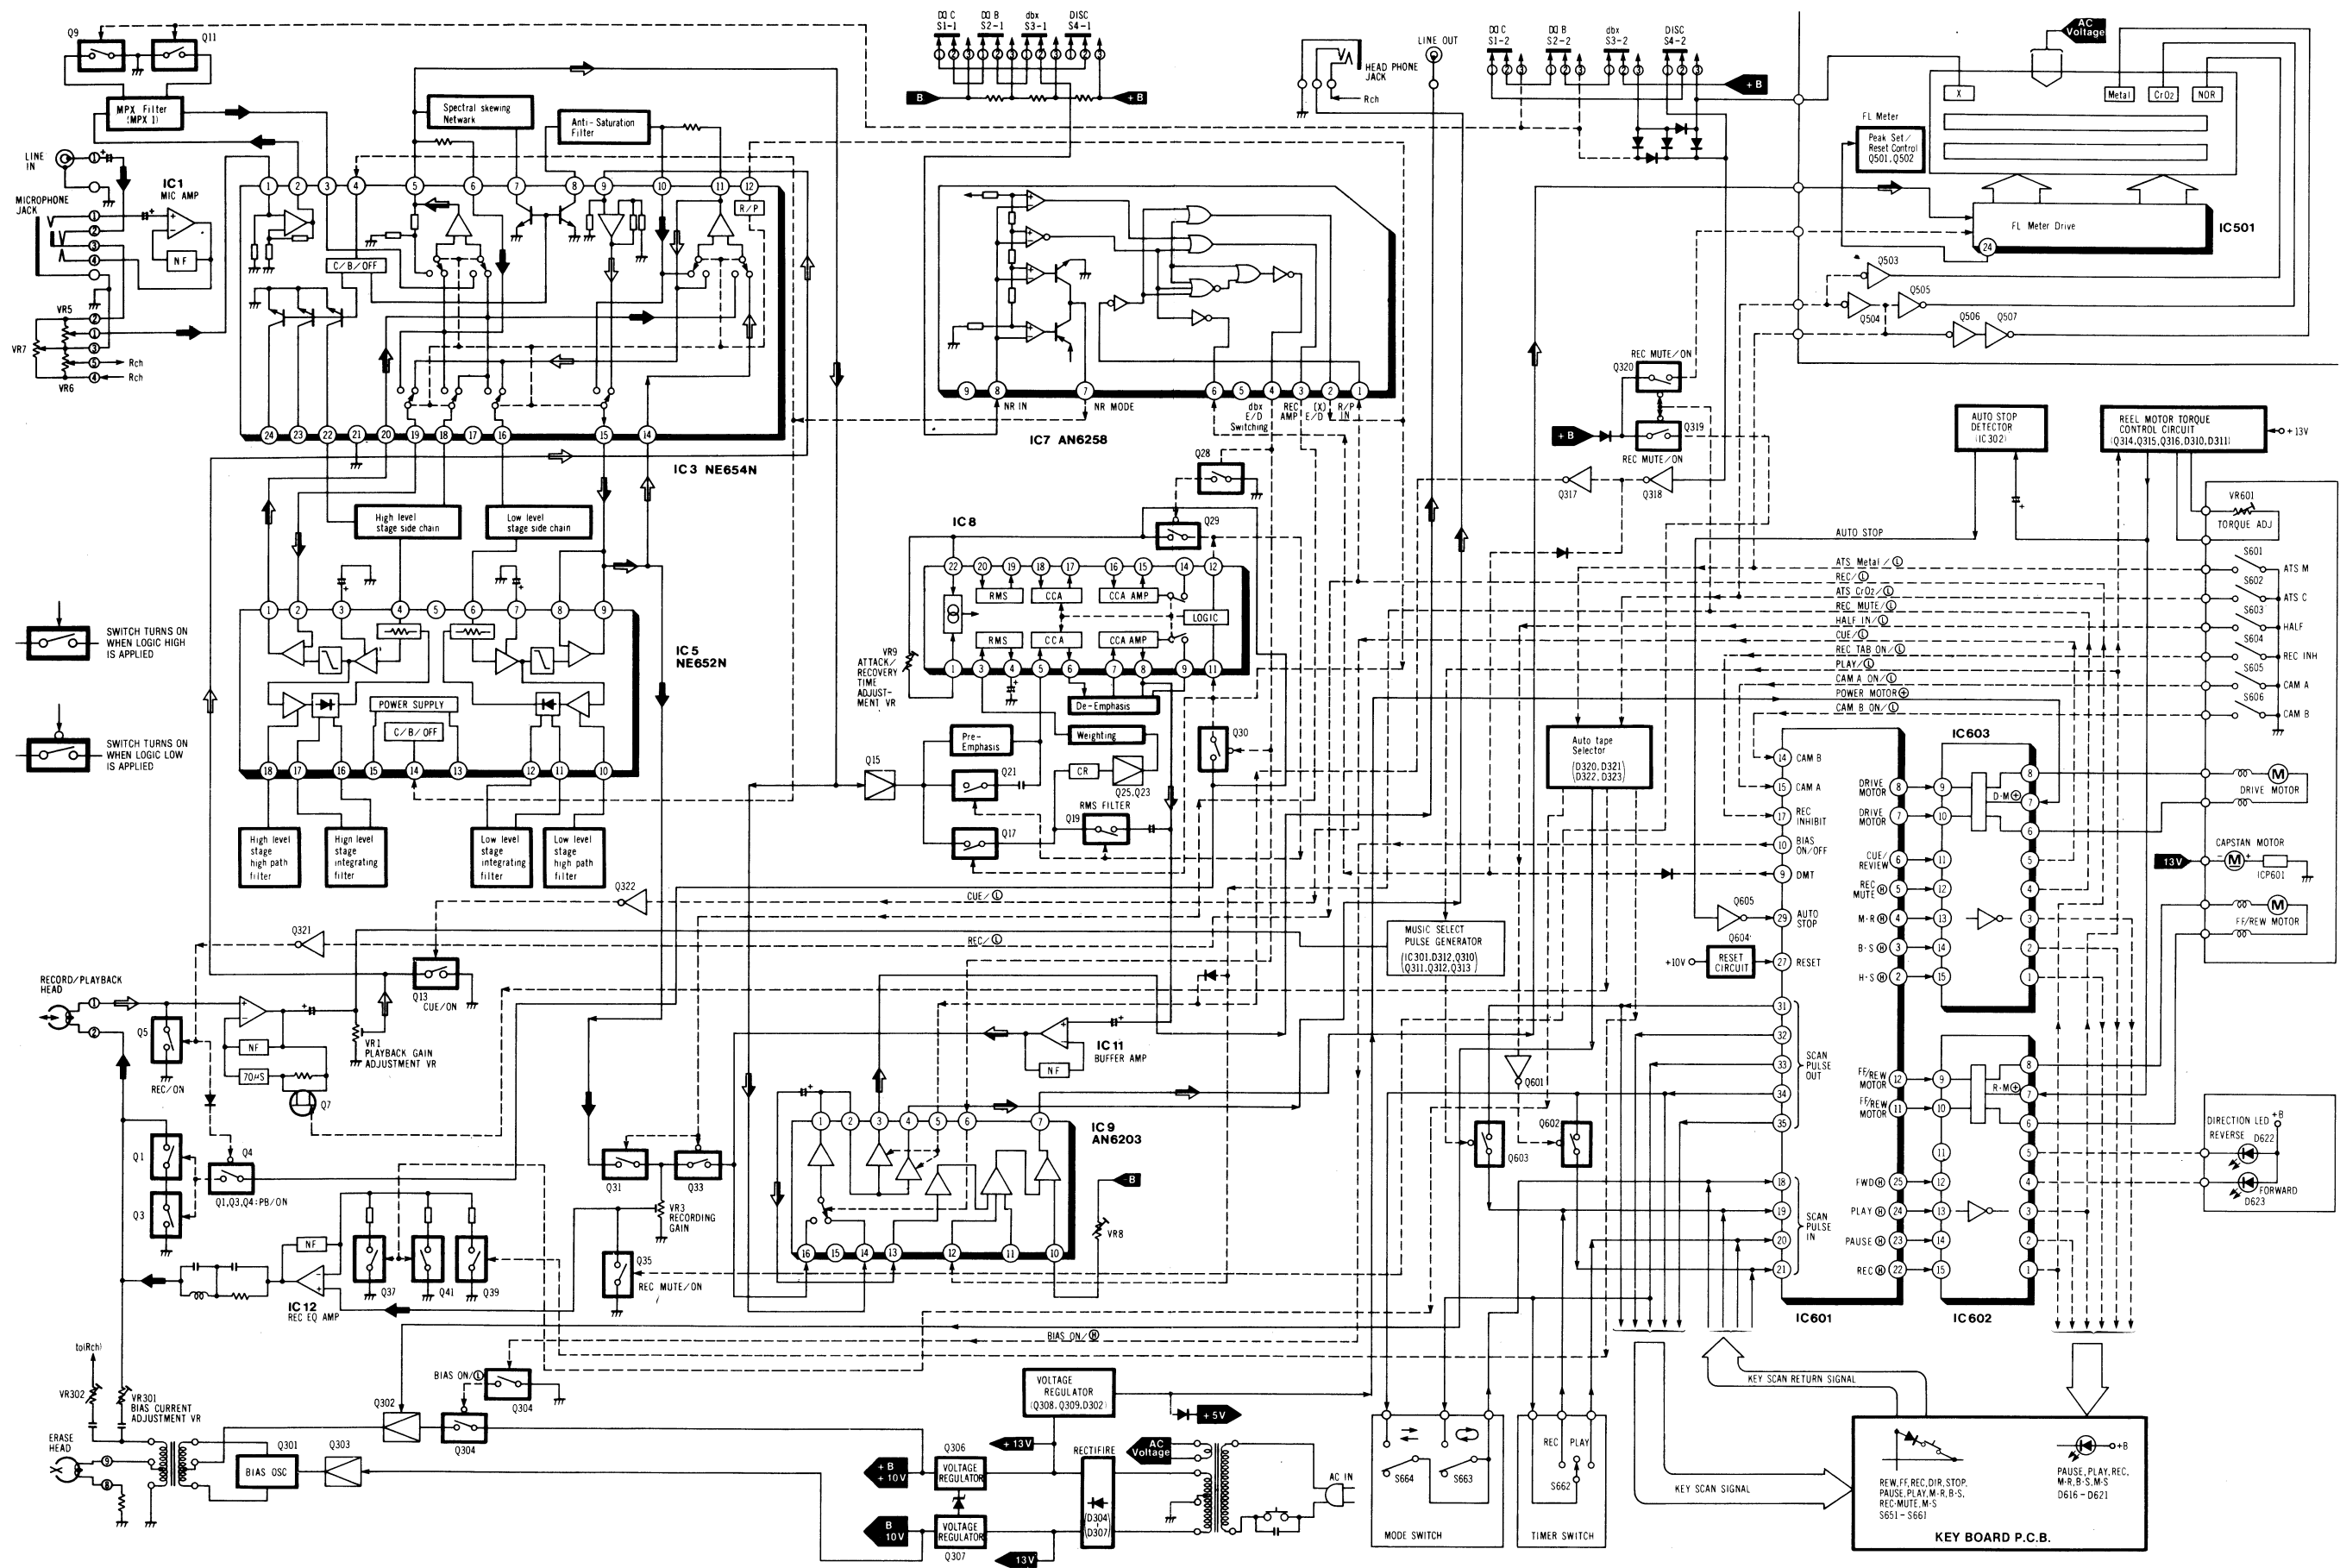 Q9
Q11
MPX Filter
(MPX 1)
LINE
IN
MICROPHONE
JACK
IC1
MIC AMP
NF
VR5
VR7
VR6
Rch
Rch
Spectral skewing
Netwark
Anti-Saturation
Filter
C/B/OFF
R/P
IC3 NE654N
DD C
S1-1
DD B
S2-1
dbx
S3-1
DISC
S4-1
B
+B
HEAD PHONE
JACK
Rch
LINE OUT
DD C
S1-2
DD B
S2-2
dbx
S3-2
DISC
S4-2
+B
AC
Voltage
X
Metal
CrO2
NOR
FL Meter
Peak Set/
Reset Control
Q501,Q502
FL Meter Drive
IC501
Q503
Q504
Q505
Q506
Q507
NR IN
NR MODE
dbx
E/D
Switching
REC
AMP
(X)
E/D
R/P
IN
IC7 AN6258
REC MUTE/ON
Q320
+B
Q319
REC MUTE/ON
Q317
Q318
AUTO STOP
DETECTOR
(IC302)
REEL MOTOR TORQUE
CONTROL CIRCUIT
(Q314,Q315,Q316,D310,D311)
+13V
VR601
TORQUE ADJ
S601
ATS M
S602
ATS C
S603
HALF
S604
REC INH
S605
CAM A
S606
CAM B
AUTO STOP
ATS Metal/Ⓛ
REC/Ⓛ
ATS CrO2/Ⓛ
REC MUTE/Ⓛ
HALF IN/Ⓛ
CUE/Ⓛ
REC TAB ON/Ⓛ
PLAY/Ⓛ
CAM A ON/Ⓛ
POWER MOTOR⊕
CAM B ON/Ⓛ
High level
stage side chain
Low level
stage side chain
SWITCH TURNS ON
WHEN LOGIC HIGH
IS APPLIED
SWITCH TURNS ON
WHEN LOGIC LOW
IS APPLIED
IC5
NE652N
POWER SUPPLY
C/B/OFF
High level
stage
high path
filter
High level
stage
integrating
filter
Low level
stage
integrating
filter
Low level
stage
high path
filter
Q28
Q29
IC8
RMS
CCA
CCA AMP
LOGIC
RMS
CCA
CCA AMP
VR9
ATTACK/
RECOVERY
TIME
ADJUST-
MENT VR
De-Emphasis
Pre-
Emphasis
Weighting
CR
Q25,Q23
Q30
Q15
Q21
Q17
Q19
RMS FILTER
Auto tape
Selector
(D320,D321)
(D322,D323)
CAM B
CAM A
REC
INHIBIT
BIAS
ON/OFF
DMT
AUTO
STOP
RESET
DRIVE
MOTOR
DRIVE
MOTOR
CUE/
REVIEW
REC
MUTE Ⓗ
M-R Ⓗ
B-S Ⓗ
H-S Ⓗ
SCAN
PULSE
OUT
FF/REW
MOTOR
FF/REW
MOTOR
SCAN
PULSE
IN
FWD Ⓗ
PLAY Ⓗ
PAUSE Ⓗ
REC Ⓗ
IC601
IC603
D-M⊕
IC602
R-M⊕
DRIVE MOTOR
CAPSTAN MOTOR
13V
ICP601
FF/REW MOTOR
DIRECTION LED
+B
REVERSE
D622
FORWARD
D623
Q605
Q604
+10V
RESET
CIRCUIT
Q322
CUE/Ⓛ
Q321
REC/Ⓛ
MUSIC SELECT
PULSE GENERATOR
(IC301,D312,Q310)
(Q311,Q312,Q313)
Q13
CUE/ON
RECORD/PLAYBACK
HEAD
Q5
REC/ON
NF
70μS
Q7
VR1
PLAYBACK GAIN
ADJUSTMENT VR
Q1
Q3
Q4
Q1,Q3,Q4:PB/ON
IC11
BUFFER AMP
NF
IC9
AN6203
-B
VR8
Q31
Q33
VR3
RECORDING
GAIN
Q35
REC MUTE/ON
NF
IC12
REC EQ AMP
Q37
Q41
Q39
Q601
Q603
Q602
BIAS ON/Ⓗ
BIAS ON/Ⓛ
Q304
Q302
Q304
to(Rch)
VR302
VR301
BIAS CURRENT
ADJUSTMENT VR
ERASE
HEAD
Q301
BIAS OSC
Q303
VOLTAGE
REGULATOR
(Q308,Q309,D302)
+5V
+13V
+B
+10V
B
10V
Q306
VOLTAGE
REGULATOR
VOLTAGE
REGULATOR
Q307
RECTIFIRE
(D304)
(D307)
13V
AC
Voltage
AC IN
S664
S663
MODE SWITCH
REC
PLAY
S662
TIMER SWITCH
KEY SCAN RETURN SIGNAL
KEY SCAN SIGNAL
REW,FF,REC,DIR,STOP,
PAUSE,PLAY,M-R,B-S,
REC-MUTE,M-S
S651-S661
+B
PAUSE,PLAY,REC,
M-R,B-S,M-S
D616-D621
KEY BOARD P.C.B.